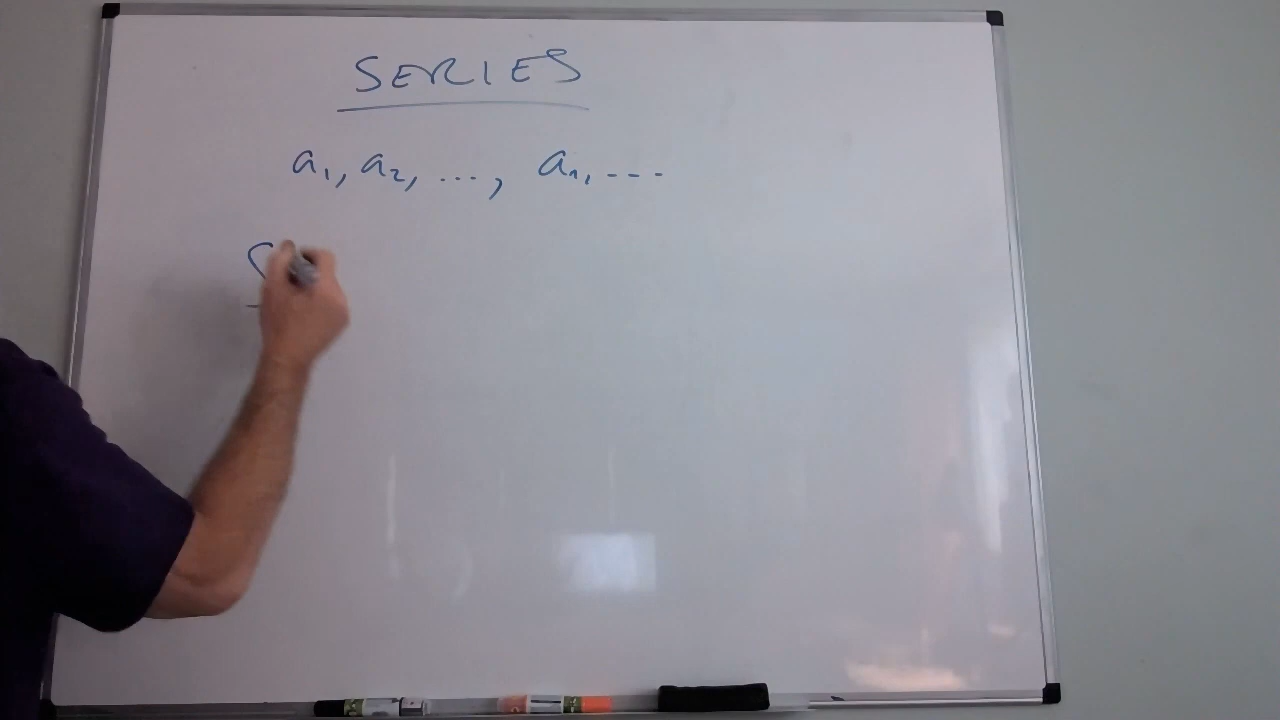 SERIES
a₁, a₂, ..., aₙ, ---